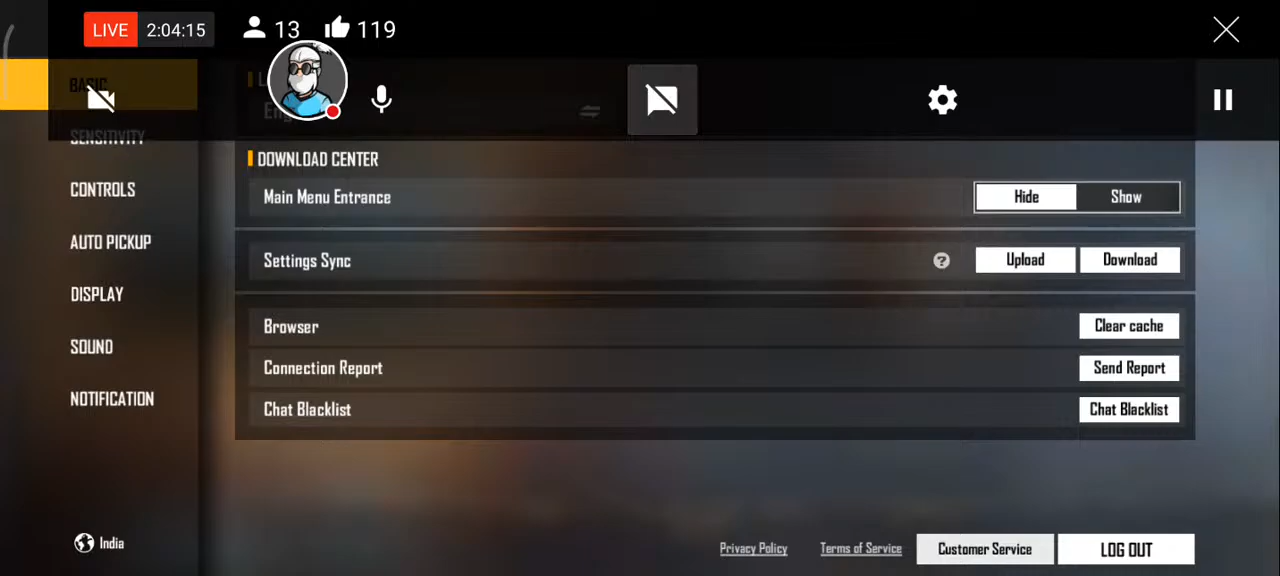 LIVE 2:04:15 13 119
BASIC
SENSITIVITY
CONTROLS
AUTO PICKUP
DISPLAY
SOUND
NOTIFICATION
India
DOWNLOAD CENTER
Main Menu Entrance Hide Show
Settings Sync ? Upload Download
Browser Clear cache
Connection Report Send Report
Chat Blacklist Chat Blacklist
Privacy Policy Terms of Service Customer Service LOG OUT